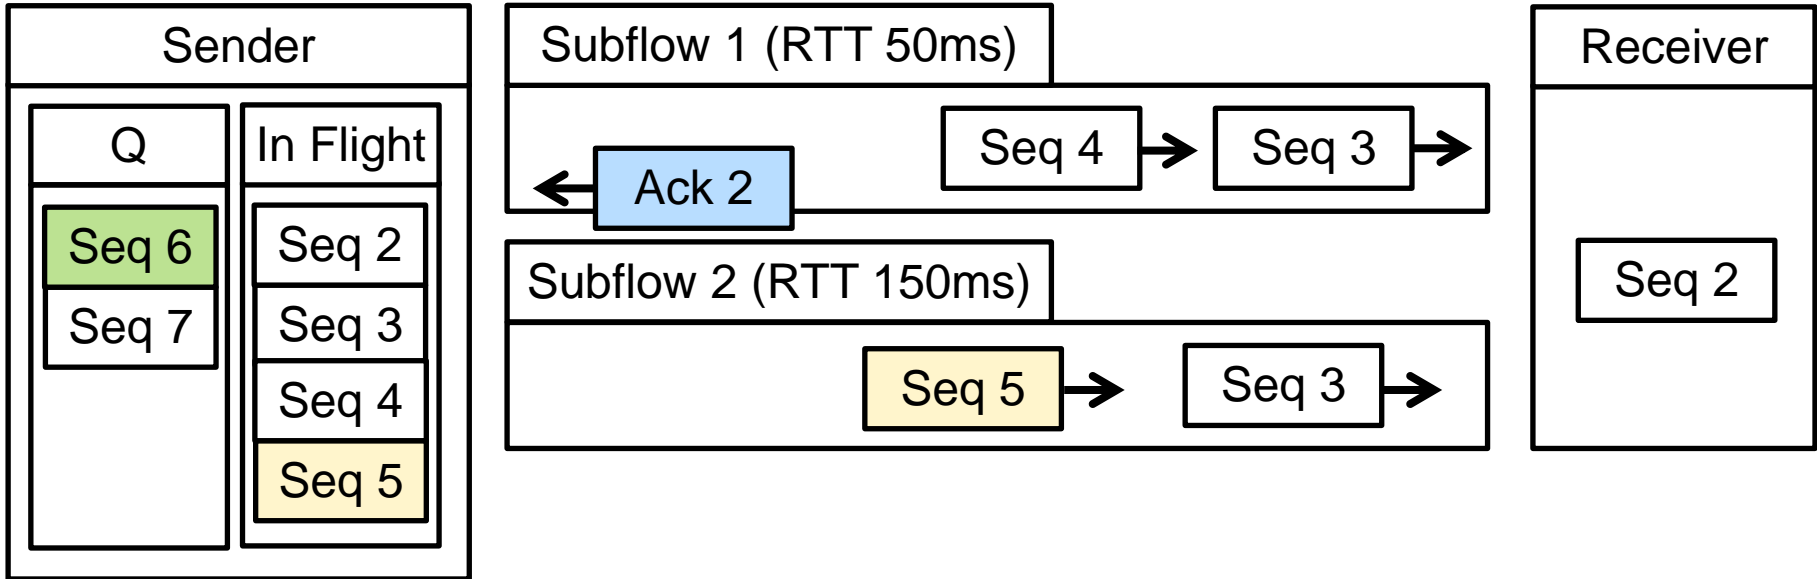 Sender
Q
In Flight
Seq 6
Seq 7
Seq 2
Seq 3
Seq 4
Seq 5
Subflow 1 (RTT 50ms)
Seq 4
Seq 3
Ack 2
Subflow 2 (RTT 150ms)
Seq 5
Seq 3
Receiver
Seq 2